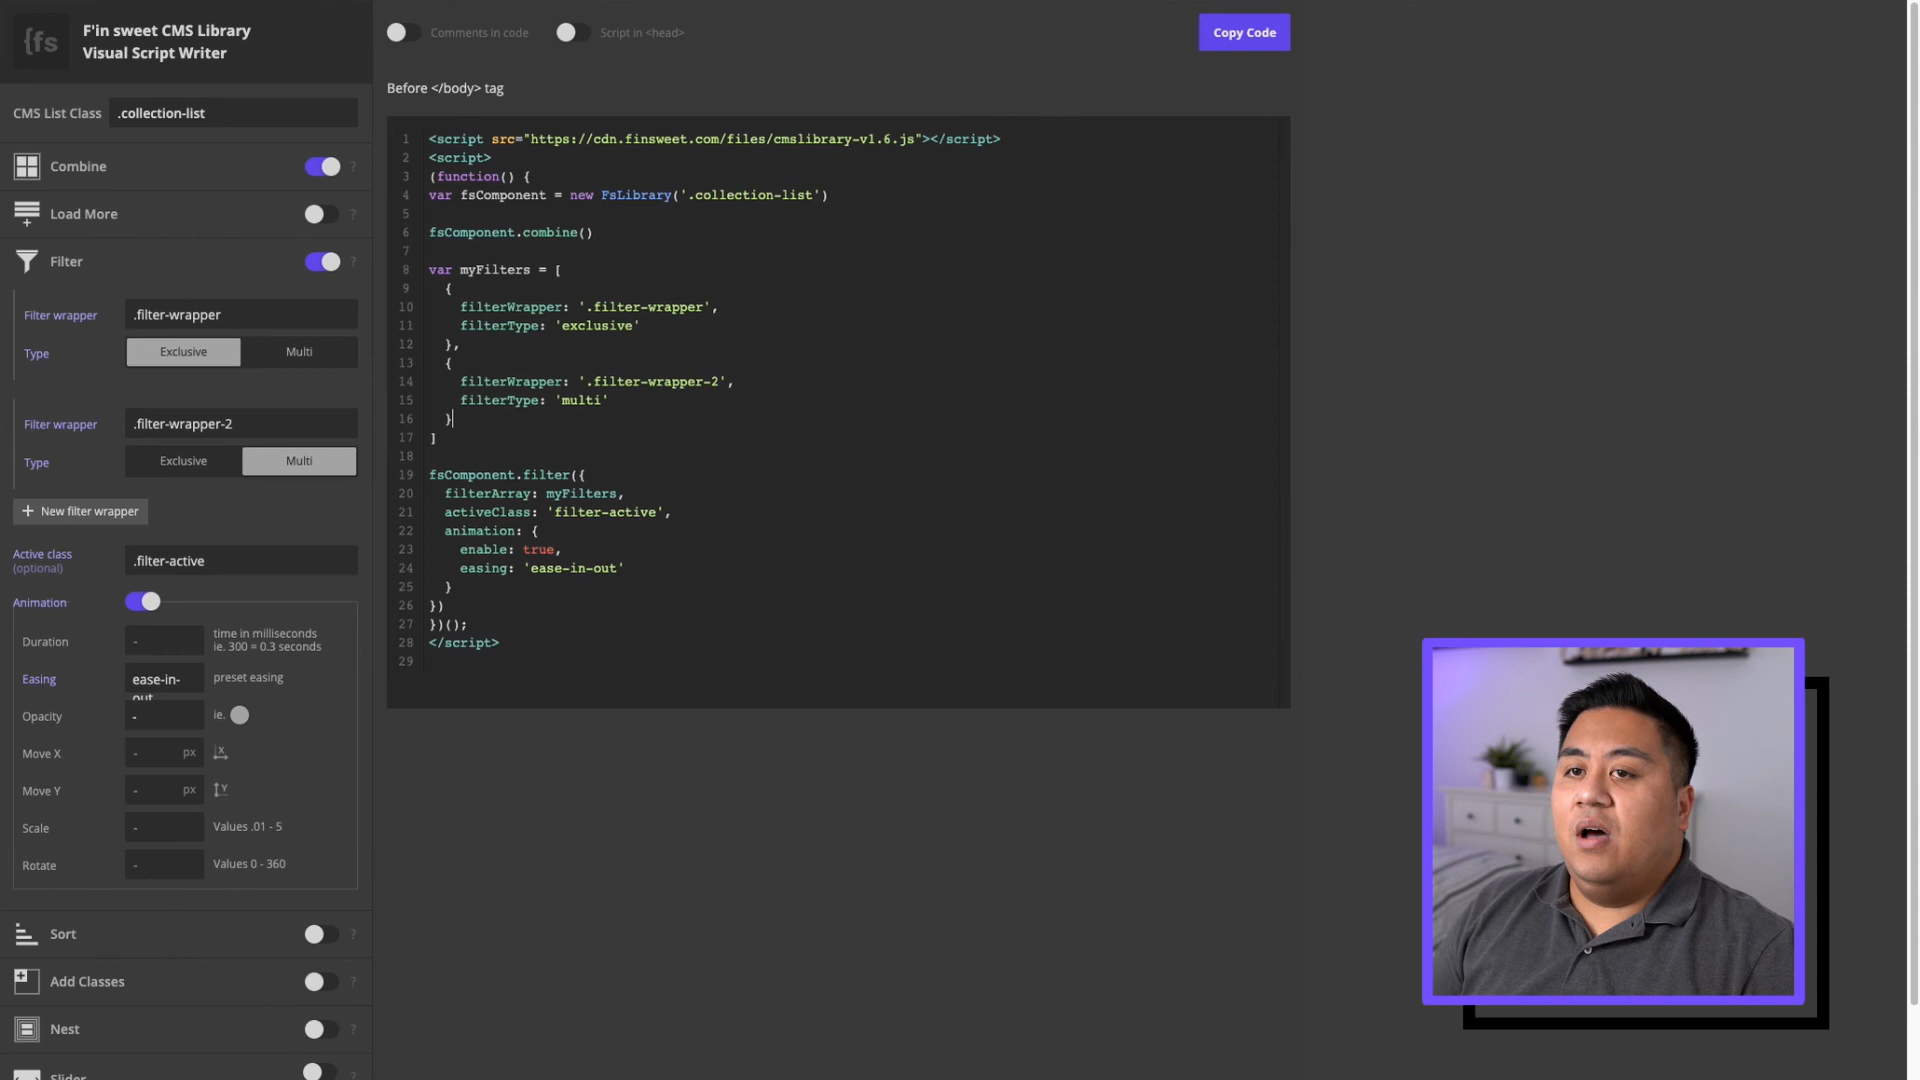 {fs
F'in sweet CMS Library
Visual Script Writer
CMS List Class .collection-list
Combine ?
Load More ?
Filter ?
Filter wrapper .filter-wrapper
Type Exclusive Multi
Filter wrapper .filter-wrapper-2
Type Exclusive Multi
+ New filter wrapper
Active class
(optional)
.filter-active
Animation
Duration - time in milliseconds
ie. 300 = 0.3 seconds
Easing ease-in-out preset easing
Opacity - ie.
Move X - px X
Move Y - px Y
Scale - Values .01 - 5
Rotate - Values 0 - 360
Sort ?
Add Classes ?
Nest ?
Slider ?
Comments in code
Script in <head>
Copy Code
Before </body> tag
1 <script src="https://cdn.finsweet.com/files/cmslibrary-v1.6.js"></script>
2 <script>
3 (function() {
4 var fsComponent = new FsLibrary('.collection-list')
5
6 fsComponent.combine()
7
8 var myFilters = [
9 {
10 filterWrapper: '.filter-wrapper',
11 filterType: 'exclusive'
12 },
13 {
14 filterWrapper: '.filter-wrapper-2',
15 filterType: 'multi'
16 }
17 ]
18
19 fsComponent.filter({
20 filterArray: myFilters,
21 activeClass: 'filter-active',
22 animation: {
23 enable: true,
24 easing: 'ease-in-out'
25 }
26 })
27 })();
28 </script>
29